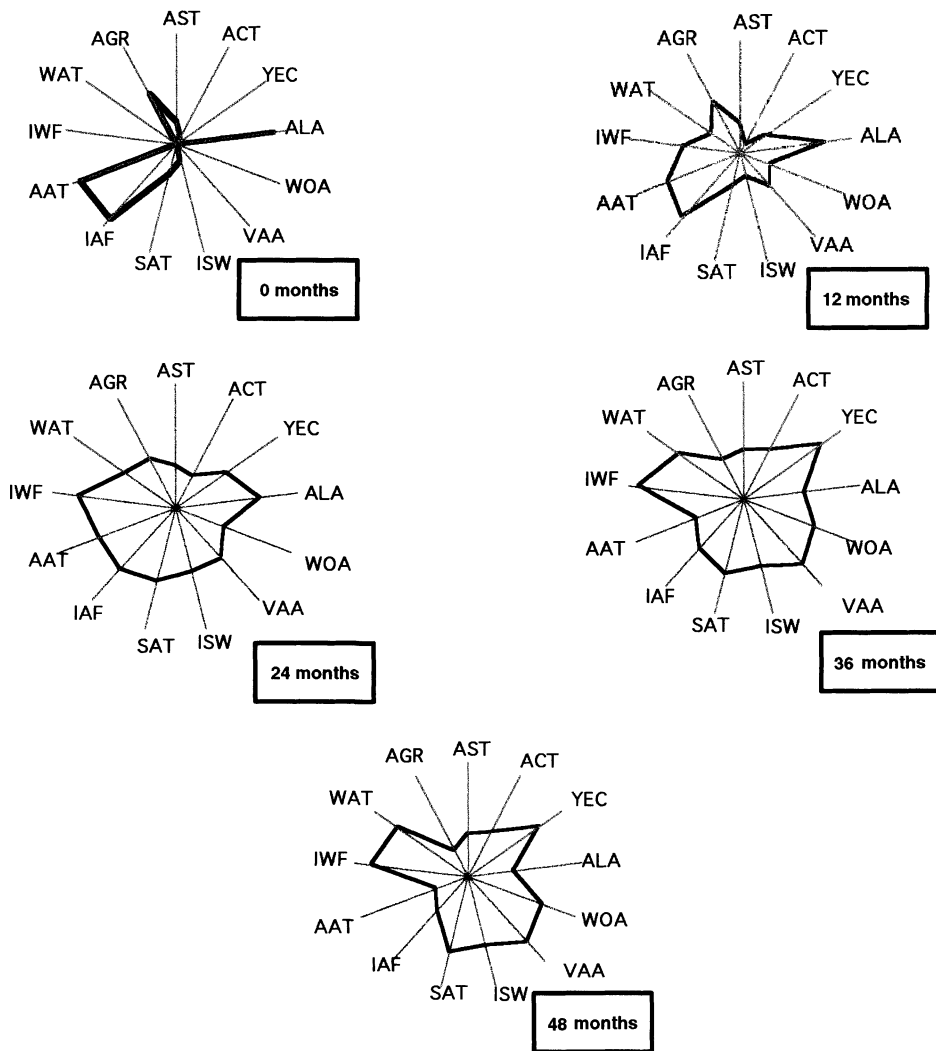 AST
ACT
YEC
ALA
WOA
VAA
ISW
SAT
IAF
AAT
IWF
WAT
AGR
0 months
AST
ACT
YEC
ALA
WOA
VAA
ISW
SAT
IAF
AAT
IWF
WAT
AGR
12 months
AST
ACT
YEC
ALA
WOA
VAA
ISW
SAT
IAF
AAT
IWF
WAT
AGR
24 months
AST
ACT
YEC
ALA
WOA
VAA
ISW
SAT
IAF
AAT
IWF
WAT
AGR
36 months
AST
ACT
YEC
ALA
WOA
VAA
ISW
SAT
IAF
AAT
IWF
WAT
AGR
48 months